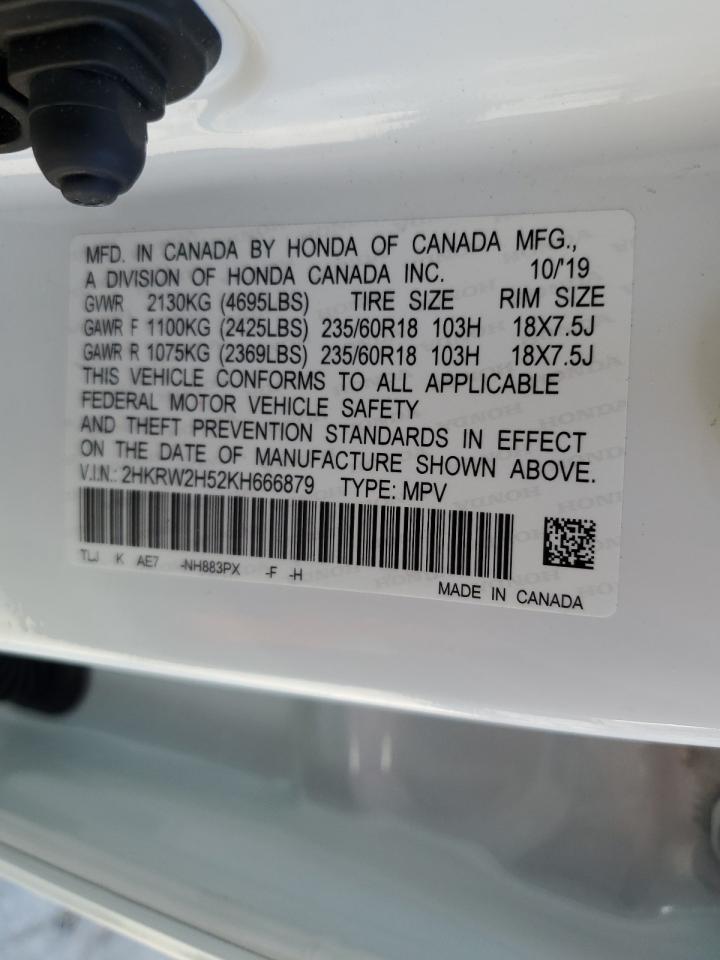 MFD. IN CANADA BY HONDA OF CANADA MFG.,
A DIVISION OF HONDA CANADA INC. 10/'19
GVWR 2130KG (4695LBS) TIRE SIZE RIM SIZE
GAWR F 1100KG (2425LBS) 235/60R18 103H 18X7.5J
GAWR R 1075KG (2369LBS) 235/60R18 103H 18X7.5J
THIS VEHICLE CONFORMS TO ALL APPLICABLE
FEDERAL MOTOR VEHICLE SAFETY
AND THEFT PREVENTION STANDARDS IN EFFECT
ON THE DATE OF MANUFACTURE SHOWN ABOVE.
V.I.N.: 2HKRW2H52KH666879 TYPE: MPV
TLJ K AE7 -NH883PX -F -H
MADE IN CANADA